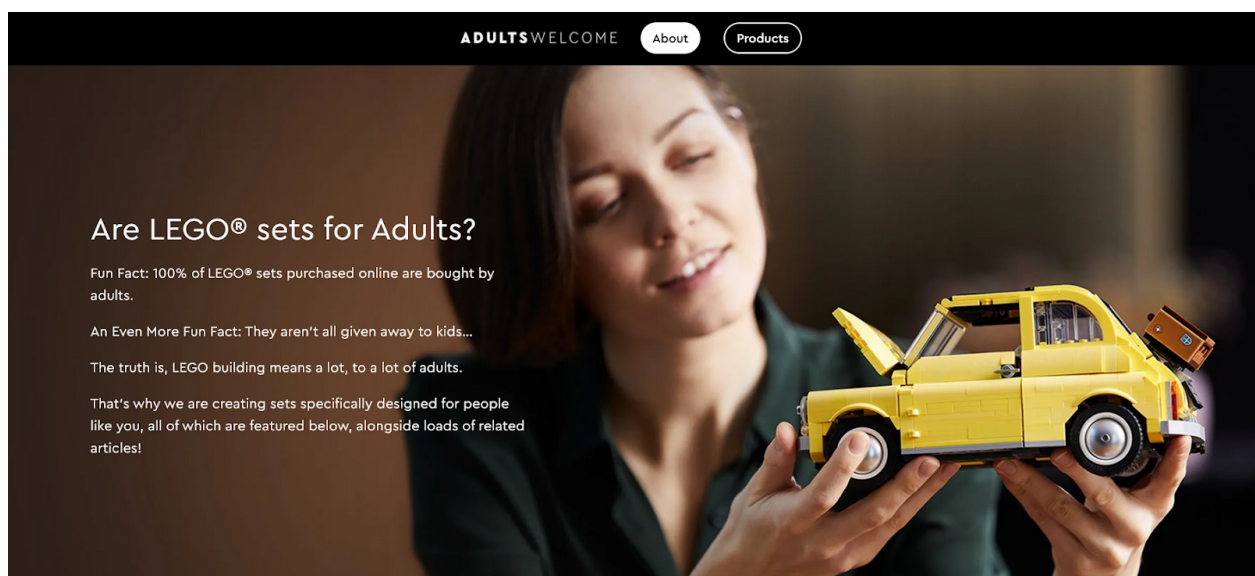 ADULTSWELCOME About Products
Are LEGO® sets for Adults?
Fun Fact: 100% of LEGO® sets purchased online are bought by
adults.
An Even More Fun Fact: They aren't all given away to kids...
The truth is, LEGO building means a lot, to a lot of adults.
That's why we are creating sets specifically designed for people
like you, all of which are featured below, alongside loads of related
articles!